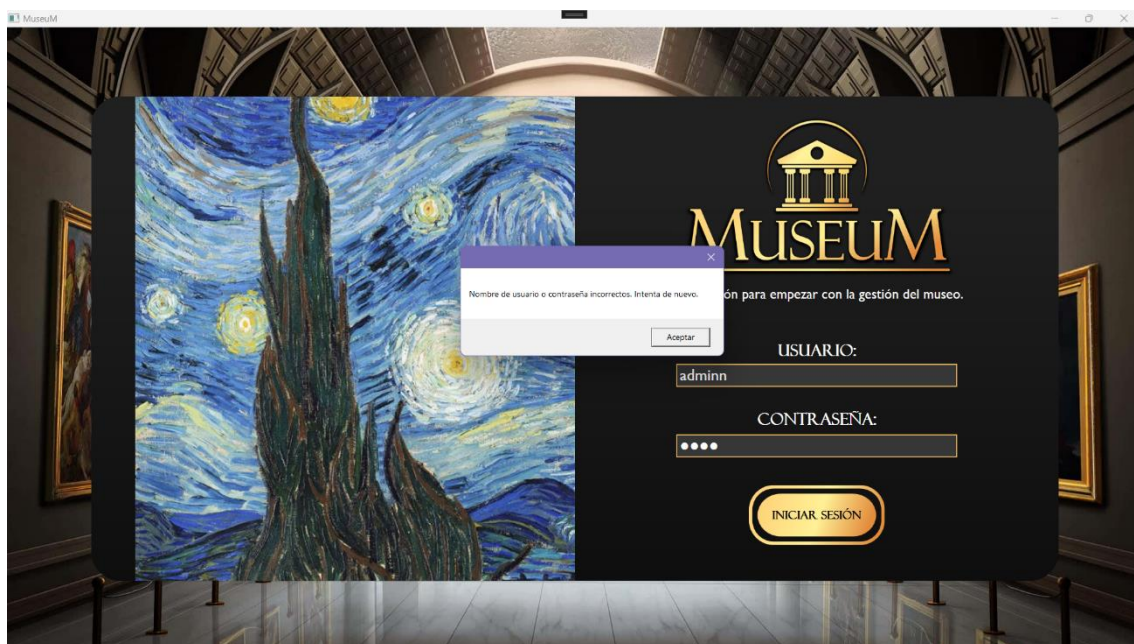 MuseuM
MUSEUM
Nombre de usuario o contraseña incorrectos. Intenta de nuevo.
Aceptar
ón para empezar con la gestión del museo.
USUARIO:
adminn
CONTRASEÑA:
INICIAR SESIÓN